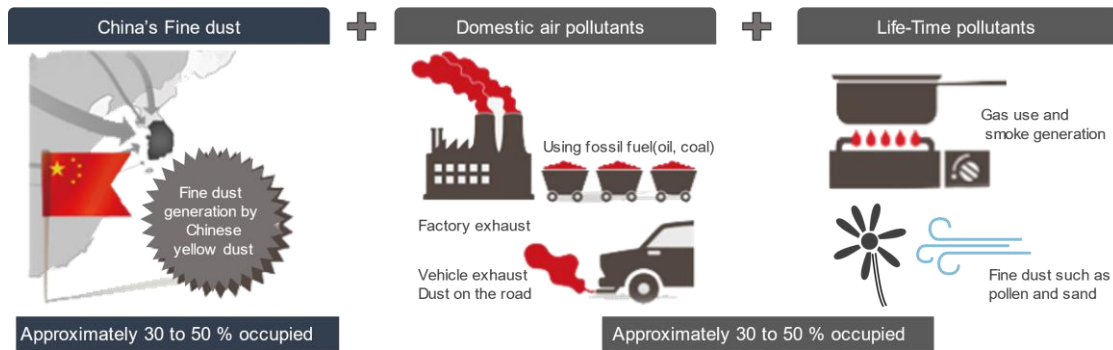 China's Fine dust
Fine dust
generation by
Chinese
yellow dust
Approximately 30 to 50 % occupied
Domestic air pollutants
Using fossil fuel(oil, coal)
Factory exhaust
Vehicle exhaust
Dust on the road
Life-Time pollutants
Gas use and
smoke generation
Fine dust such as
pollen and sand
Approximately 30 to 50 % occupied